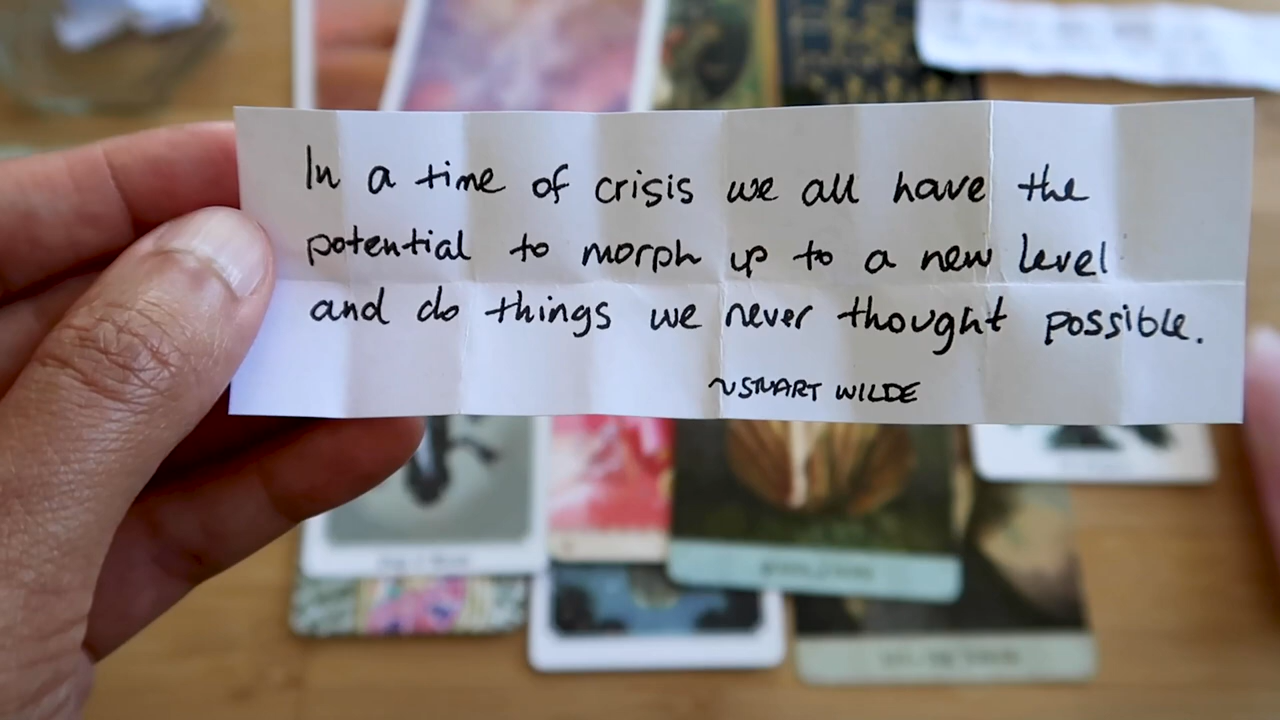 In a time of crisis we all have the
potential to morph up to a new level
and do things we never thought possible.
~STUART WILDE